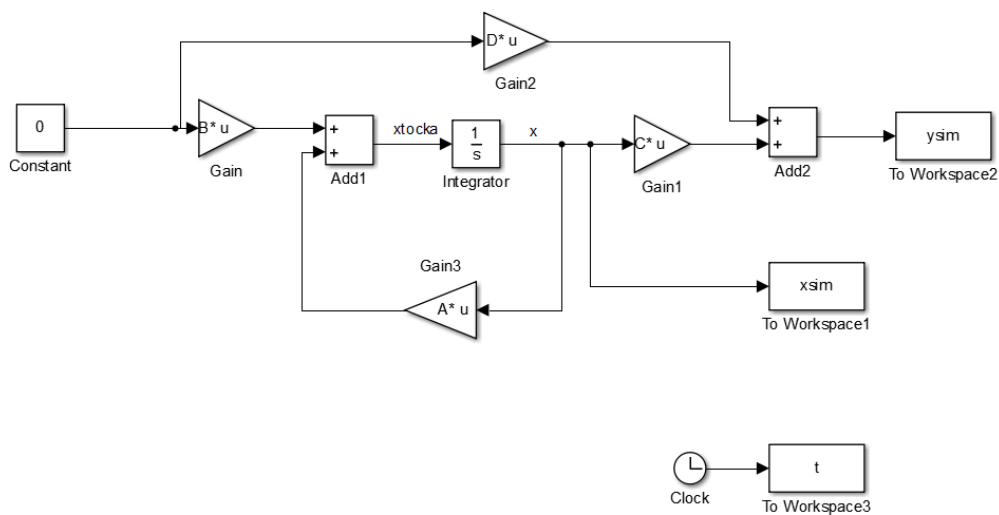 D* u
Gain2
0
Constant
B* u
Gain
+
+
Add1
xtocka
1
s
Integrator
x
C* u
Gain1
+
+
Add2
ysim
To Workspace2
Gain3
A* u
xsim
To Workspace1
Clock
t
To Workspace3